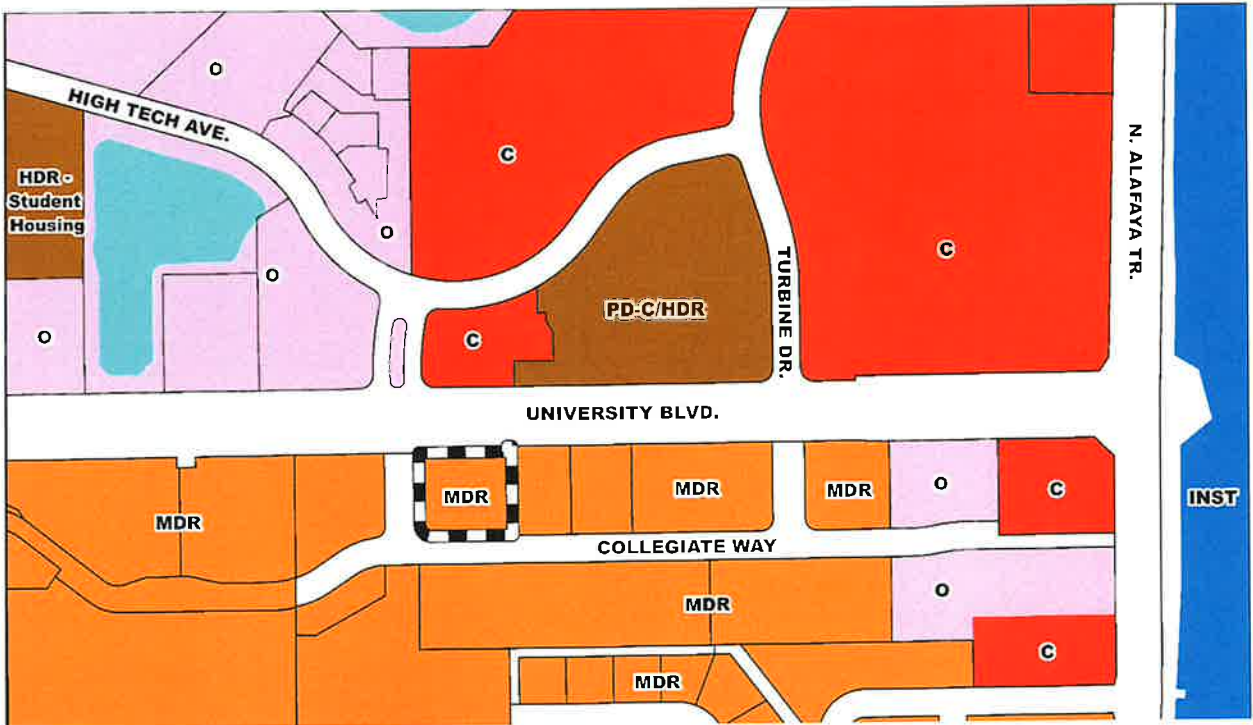 O
HIGH TECH AVE.
C
N. ALAFAYA TR.
HDR -
Student
Housing
O
C
O
TURBINE DR.
PD-C/HDR
O
C
UNIVERSITY BLVD.
MDR
MDR
MDR
O
C
INST
MDR
COLLEGIATE WAY
O
MDR
C
MDR